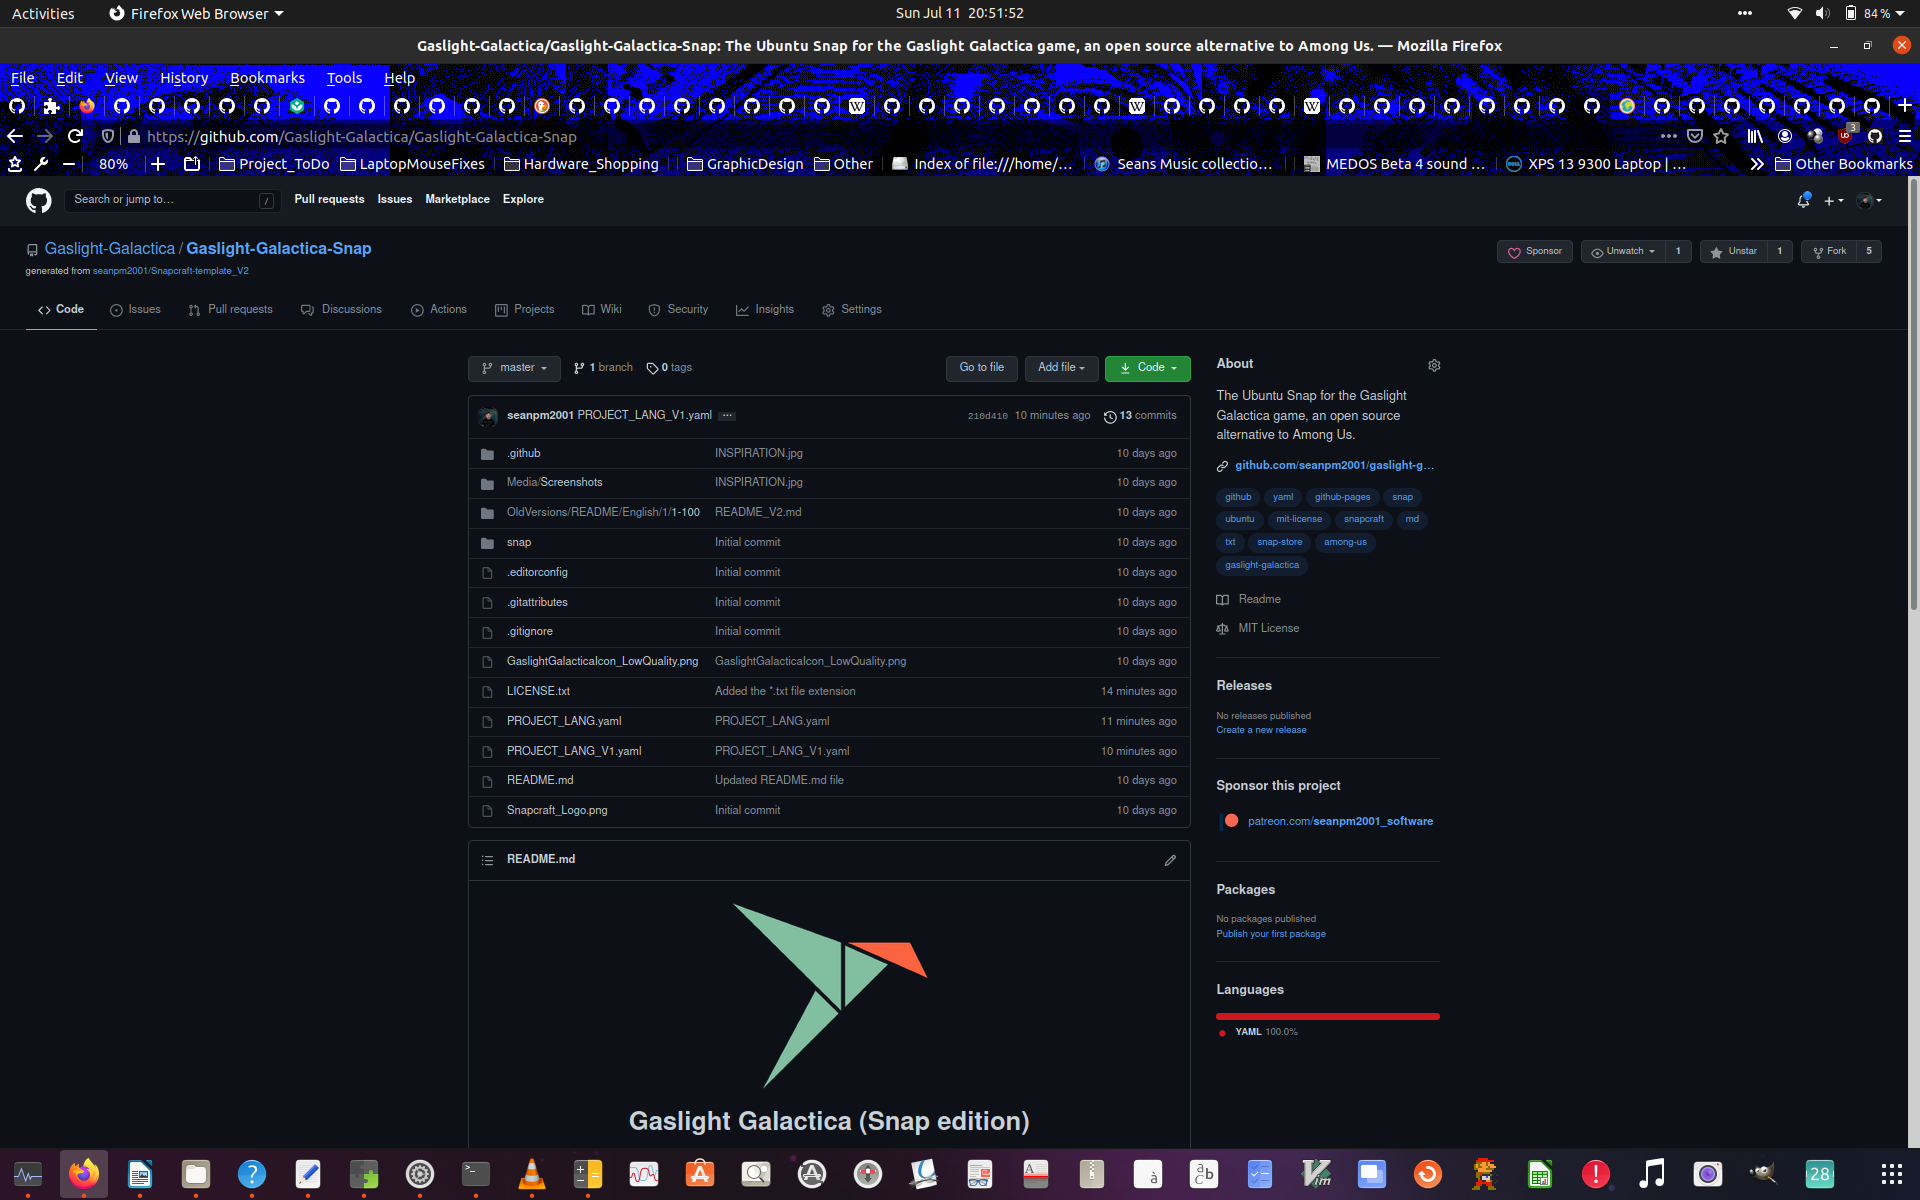 Activities Firefox Web Browser Sun Jul 11 20:51:52 84 %
Gaslight-Galactica/Gaslight-Galactica-Snap: The Ubuntu Snap for the Gaslight Galactica game, an open source alternative to Among Us. — Mozilla Firefox
File Edit View History Bookmarks Tools Help
https://github.com/Gaslight-Galactica/Gaslight-Galactica-Snap 3
80% Project_ToDo LaptopMouseFixes Hardware_Shopping GraphicDesign Other Index of file:///home/… Seans Music collectio… MEDOS Beta 4 sound … XPS 13 9300 Laptop | … Other Bookmarks
Search or jump to… / Pull requests Issues Marketplace Explore
Gaslight-Galactica / Gaslight-Galactica-Snap Sponsor Unwatch 1 Unstar 1 Fork 5
generated from seanpm2001/Snapcraft-template_V2
Code Issues Pull requests Discussions Actions Projects Wiki Security Insights Settings
master 1 branch 0 tags Go to file Add file Code
seanpm2001 PROJECT_LANG_V1.yaml … 210d410 10 minutes ago 13 commits
.github INSPIRATION.jpg 10 days ago
Media/Screenshots INSPIRATION.jpg 10 days ago
OldVersions/README/English/1/1-100 README_V2.md 10 days ago
snap Initial commit 10 days ago
.editorconfig Initial commit 10 days ago
.gitattributes Initial commit 10 days ago
.gitignore Initial commit 10 days ago
GaslightGalacticaIcon_LowQuality.png GaslightGalacticaIcon_LowQuality.png 10 days ago
LICENSE.txt Added the *.txt file extension 14 minutes ago
PROJECT_LANG.yaml PROJECT_LANG.yaml 11 minutes ago
PROJECT_LANG_V1.yaml PROJECT_LANG_V1.yaml 10 minutes ago
README.md Updated README.md file 10 days ago
Snapcraft_Logo.png Initial commit 10 days ago
README.md
Gaslight Galactica (Snap edition)
About
The Ubuntu Snap for the Gaslight
Galactica game, an open source
alternative to Among Us.
github.com/seanpm2001/gaslight-g…
github yaml github-pages snap
ubuntu mit-license snapcraft md
txt snap-store among-us
gaslight-galactica
Readme
MIT License
Releases
No releases published
Create a new release
Sponsor this project
patreon.com/seanpm2001_software
Packages
No packages published
Publish your first package
Languages
YAML 100.0%
28